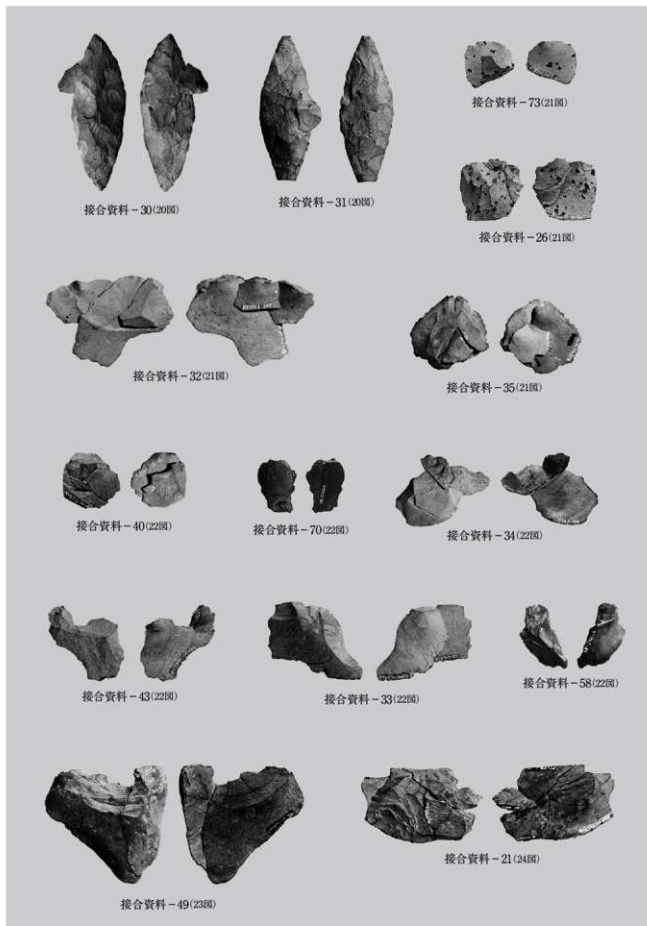 接合資料－30(20図)
接合資料－31(20図)
接合資料－73(21図)
接合資料－26(21図)
接合資料－32(21図)
接合資料－35(21図)
接合資料－40(22図)
接合資料－70(22図)
接合資料－34(22図)
接合資料－43(22図)
接合資料－33(22図)
接合資料－58(22図)
接合資料－49(23図)
接合資料－21(24図)